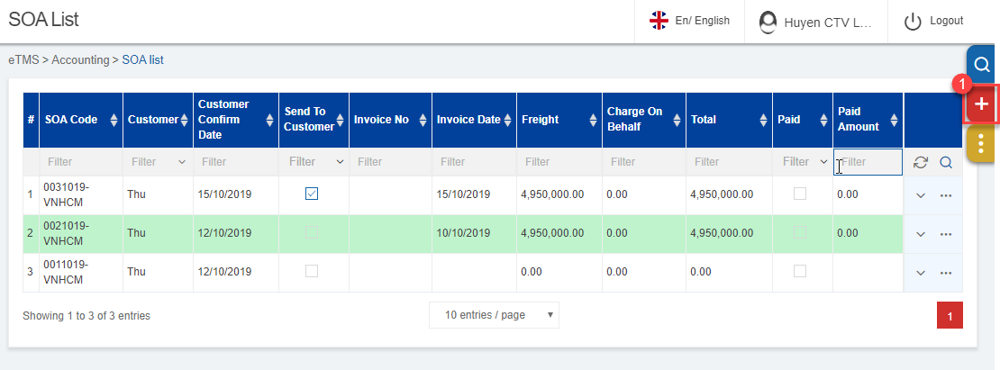 SOA List
En/ English
Huyen CTV L...
Logout
eTMS > Accounting > SOA list
1
#
SOA Code
Customer
Customer
Confirm
Date
Send To
Customer
Invoice No
Invoice Date
Freight
Charge On
Behalf
Total
Paid
Paid
Amount
Filter Filter Filter Filter Filter Filter Filter Filter Filter Filter Filter
1 0031019-
VNHCM Thu 15/10/2019 15/10/2019 4,950,000.00 0.00 4,950,000.00 0.00
2 0021019-
VNHCM Thu 12/10/2019 10/10/2019 4,950,000.00 0.00 4,950,000.00 0.00
3 0011019-
VNHCM Thu 12/10/2019 0.00 0.00 0.00
Showing 1 to 3 of 3 entries
10 entries / page
1